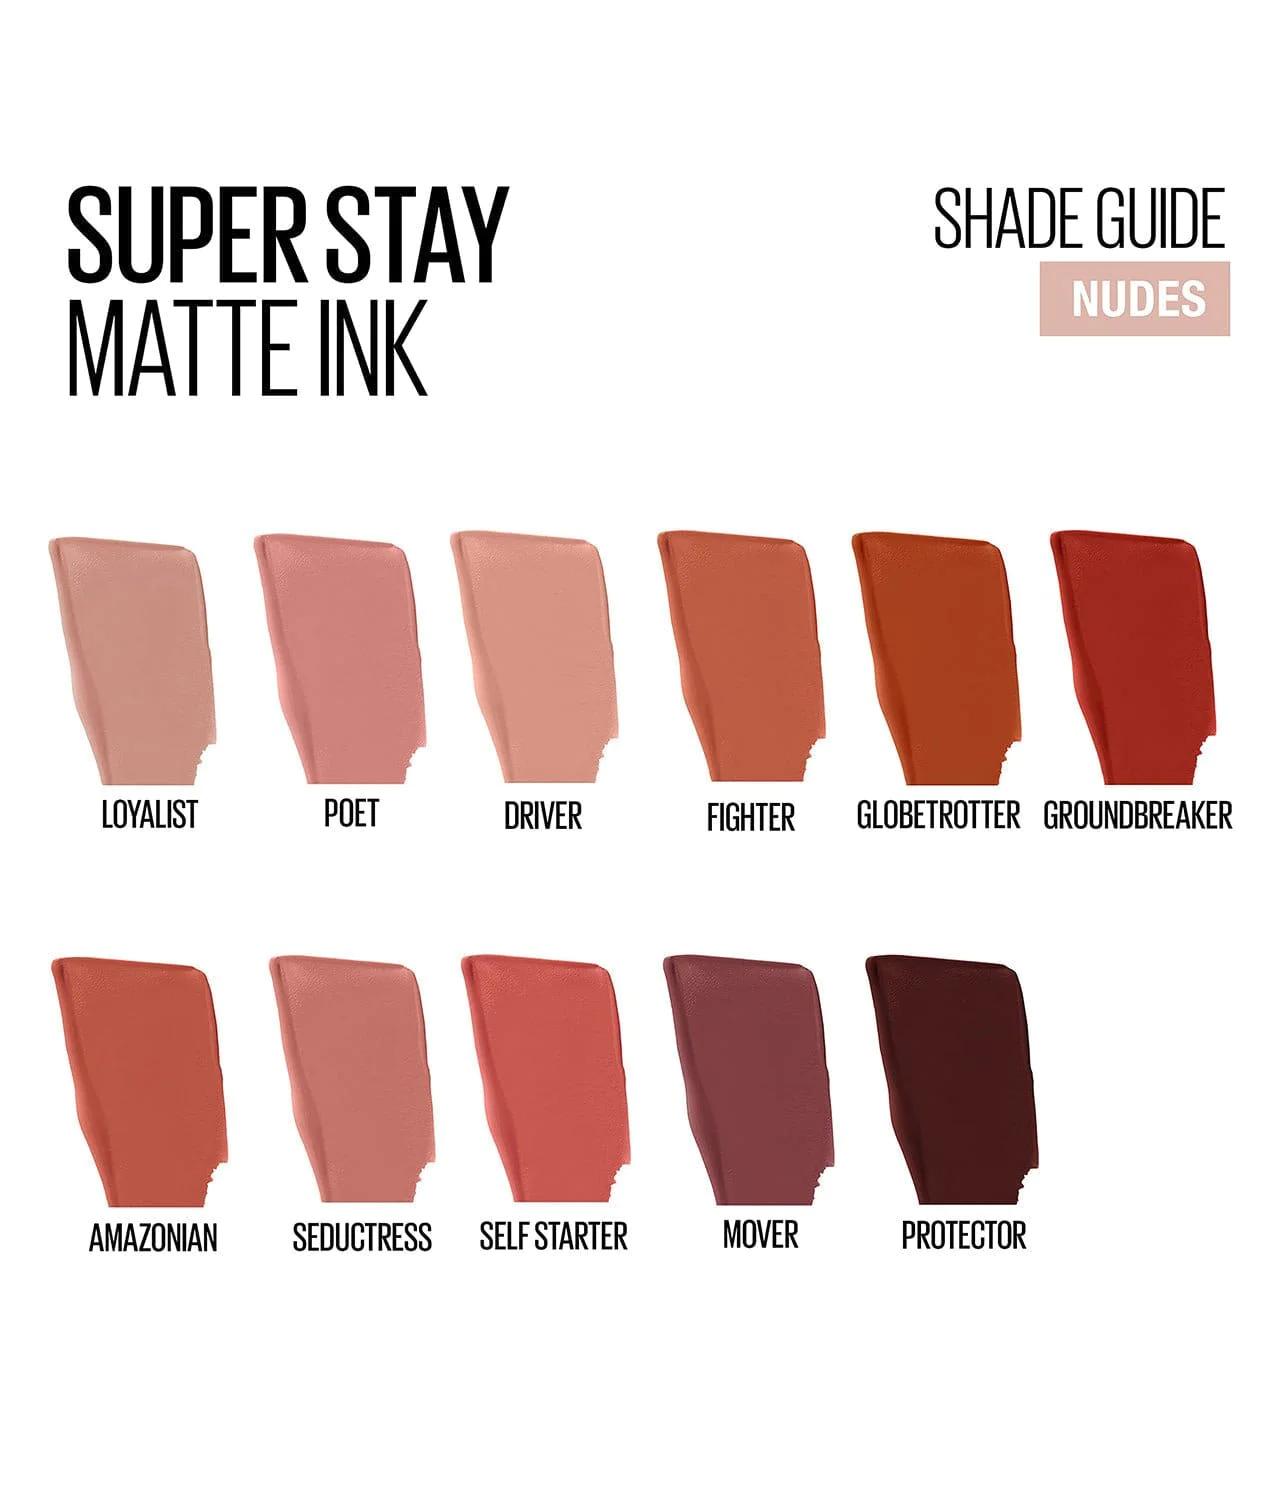 SUPER STAY
MATTE INK
SHADE GUIDE
NUDES
LOYALIST
POET
DRIVER
FIGHTER
GLOBETROTTER
GROUNDBREAKER
AMAZONIAN
SEDUCTRESS
SELF STARTER
MOVER
PROTECTOR